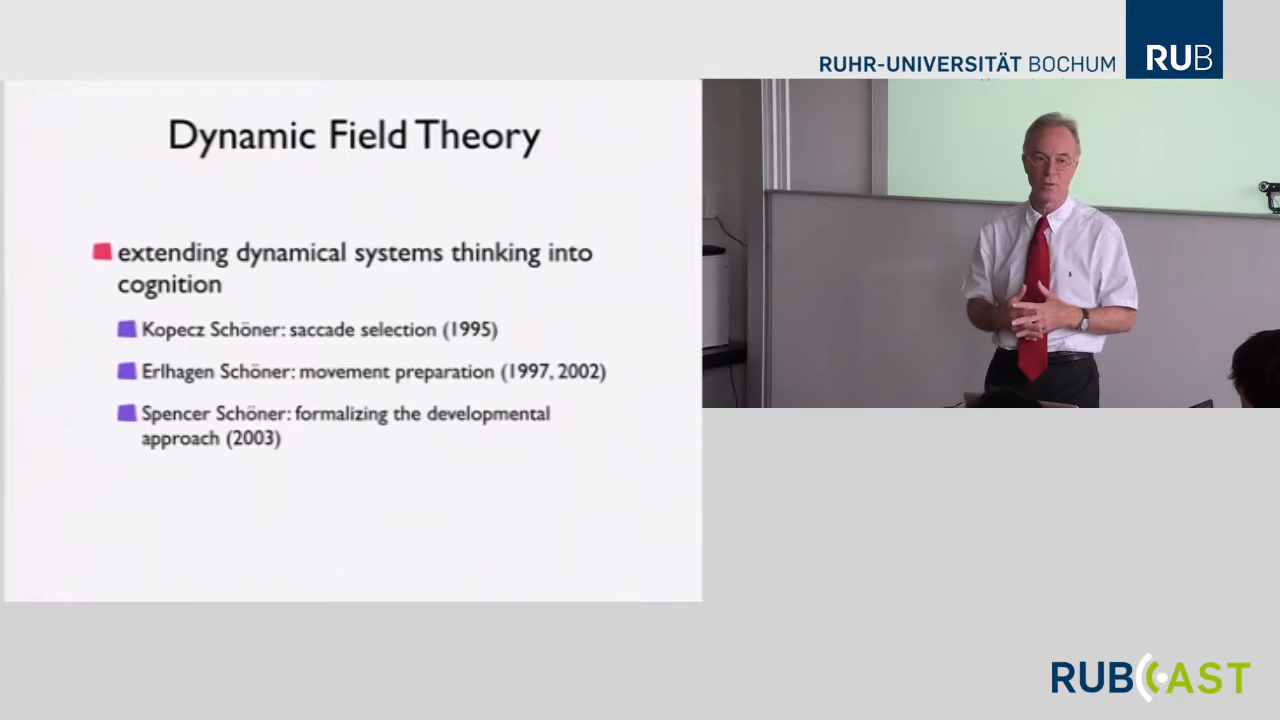 RUHR-UNIVERSITÄT BOCHUM
RUB
Dynamic Field Theory
extending dynamical systems thinking into
cognition
Kopecz Schöner: saccade selection (1995)
Erlhagen Schöner: movement preparation (1997, 2002)
Spencer Schöner: formalizing the developmental
approach (2003)
RUBCAST